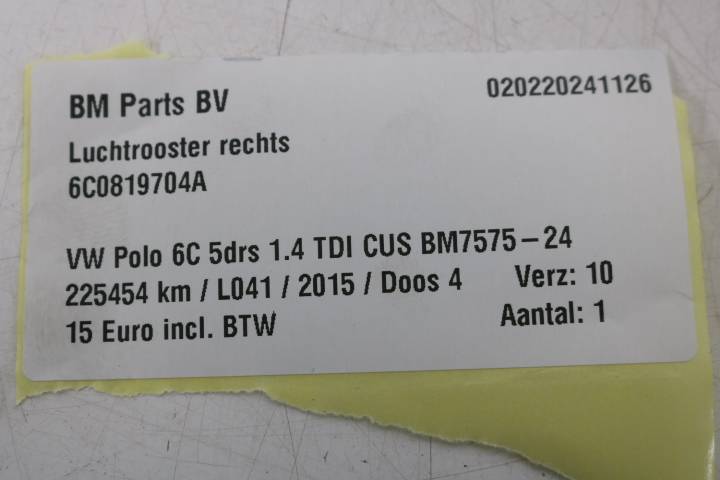 BM Parts BV 020220241126
Luchtrooster rechts
6C0819704A
VW Polo 6C 5drs 1.4 TDI CUS BM7575-24
225454 km / L041 / 2015 / Doos 4 Verz: 10
15 Euro incl. BTW Aantal: 1